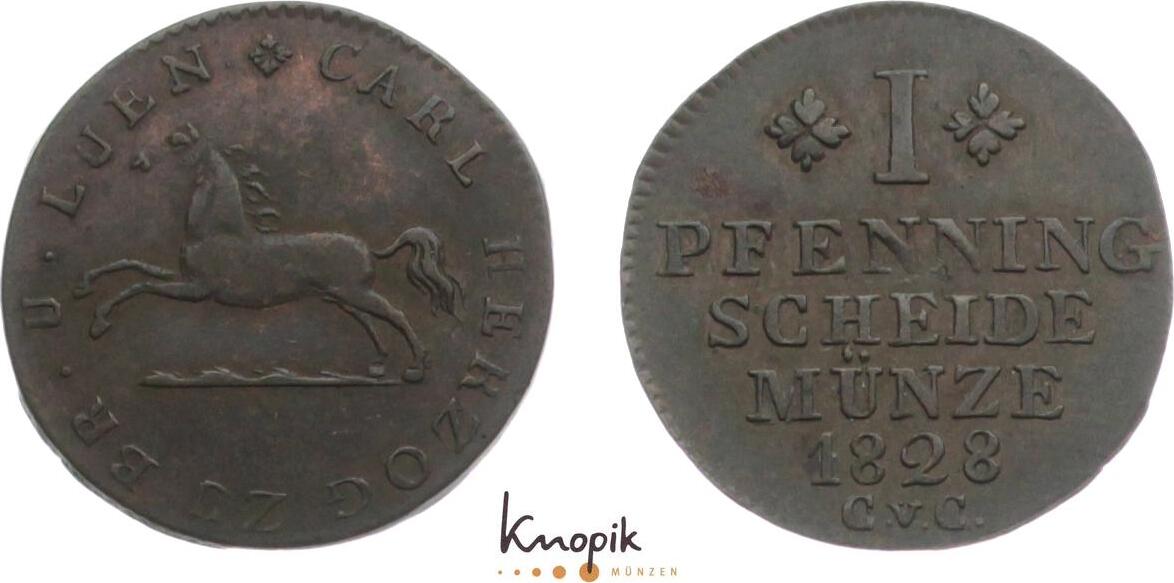 CARL HERZOG ZU BR. U. LUEN
I
PFENNING
SCHEIDE
MÜNZE
1828
C.v.C.
Knopik
MÜNZEN